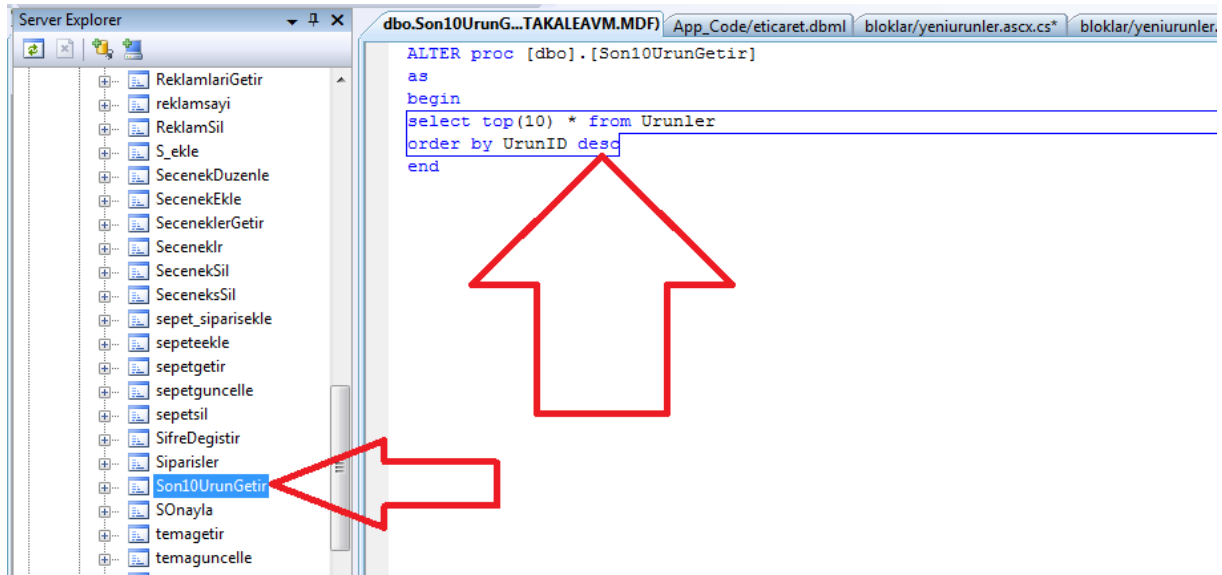 Server Explorer
ReklamlariGetir
reklamsayi
ReklamSil
S_ekle
SecenekDuzenle
SecenekEkle
SeceneklerGetir
SecenekIr
SecenekSil
SeceneksSil
sepet_siparisekle
sepeteekle
sepetgetir
sepetguncelle
sepetsil
SifreDegistir
Siparisler
Son10UrunGetir
SOnayla
temagetir
temaguncelle
dbo.Son10UrunG...TAKALEAVM.MDF) App_Code/eticaret.dbml bloklar/yeniurunler.ascx.cs* bloklar/yeniurunler.
ALTER proc [dbo].[Son10UrunGetir]
as
begin
select top(10) * from Urunler
order by UrunID desc
end